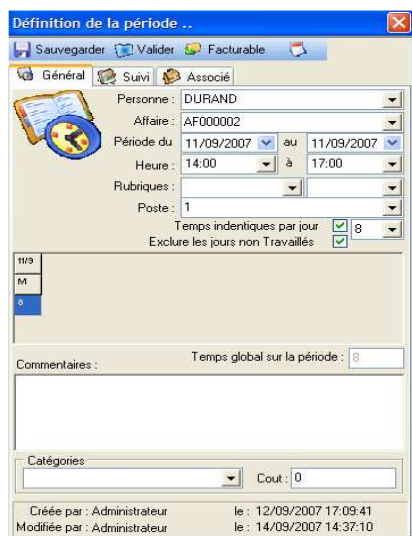 Définition de la période ..
Sauvegarder Valider Facturable
Général Suivi Associé
Personne : DURAND
Affaire : AF000002
Période du 11/09/2007 au 11/09/2007
Heure : 14:00 à 17:00
Rubriques :
Poste : 1
Temps indentiques par jour 8
Exclure les jours non Travaillés
11/9
M
8
Commentaires : Temps global sur la période : 8
Catégories
Cout : 0
Créée par : Administrateur le : 12/09/2007 17:09:41
Modifiée par : Administrateur le : 14/09/2007 14:37:10